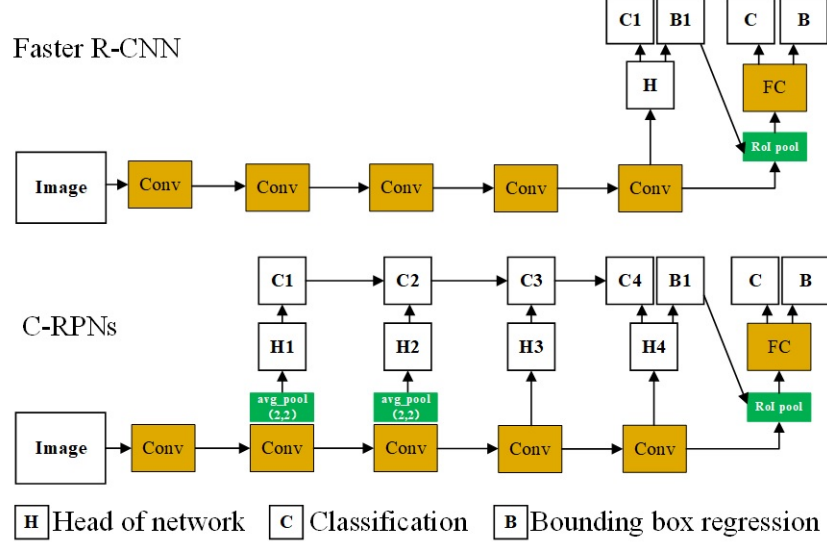 C1 B1 C B
Faster R-CNN
H FC
RoI pool
Image Conv Conv Conv Conv Conv
C1 C2 C3 C4 B1 C B
C-RPNs
H1 H2 H3 H4 FC
avg_pool avg_pool
(2,2) (2,2) RoI pool
Image Conv Conv Conv Conv Conv
H Head of network C Classification B Bounding box regression